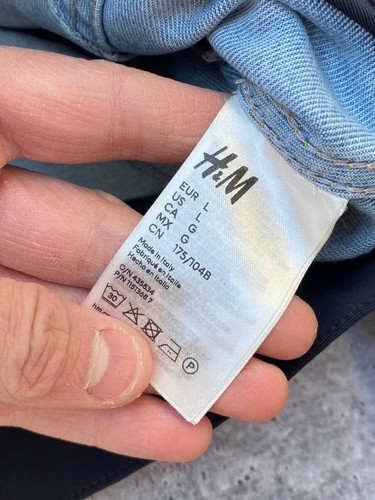 H&M
EUR L
US L
CA G
MX G
CN 175/104B
Made in Italy
Fabriqué en Italie
Hecho en Italia
O/N 435634
P/N 1151366 7
30
P